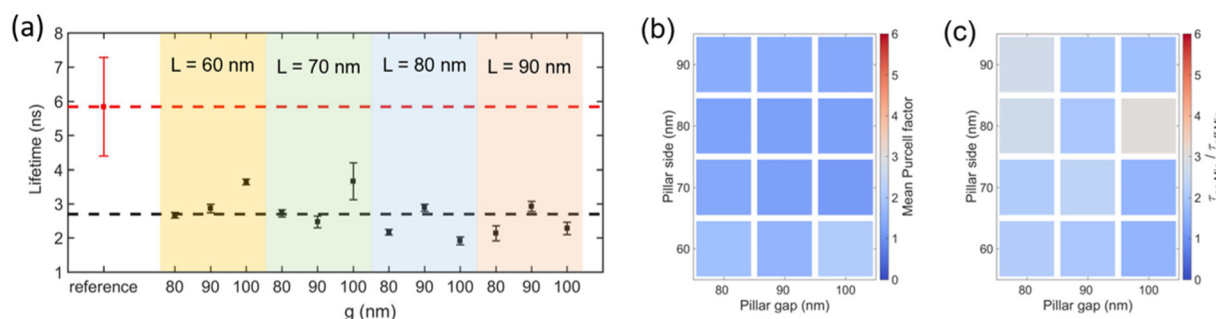 (a)
8
7
6
5
4
3
2
1
Lifetime (ns)
L = 60 nm
L = 70 nm
L = 80 nm
L = 90 nm
reference
80 90 100 80 90 100 80 90 100 80 90 100
g (nm)
(b)
90
80
70
60
Pillar side (nm)
80 90 100
Pillar gap (nm)
6
5
4
3
2
1
0
Mean Purcell factor
(c)
90
80
70
60
Pillar side (nm)
80 90 100
Pillar gap (nm)
6
5
4
3
2
1
0